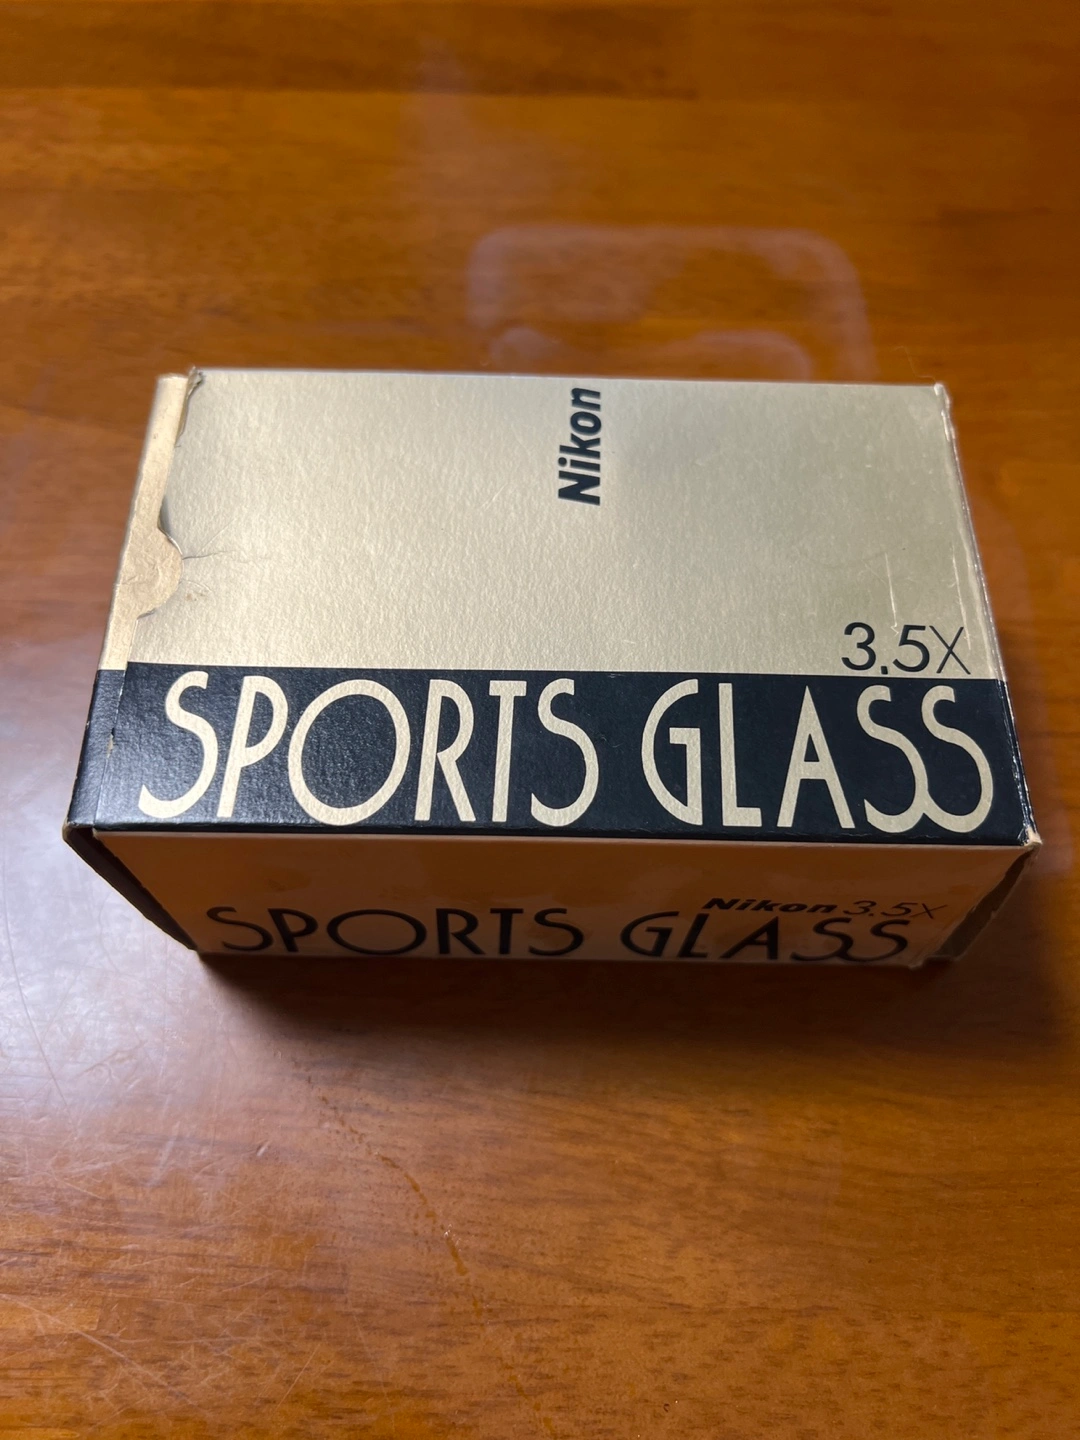 Nikon
3.5X
SPORTS GLASS
Nikon 3.5X
SPORTS GLASS